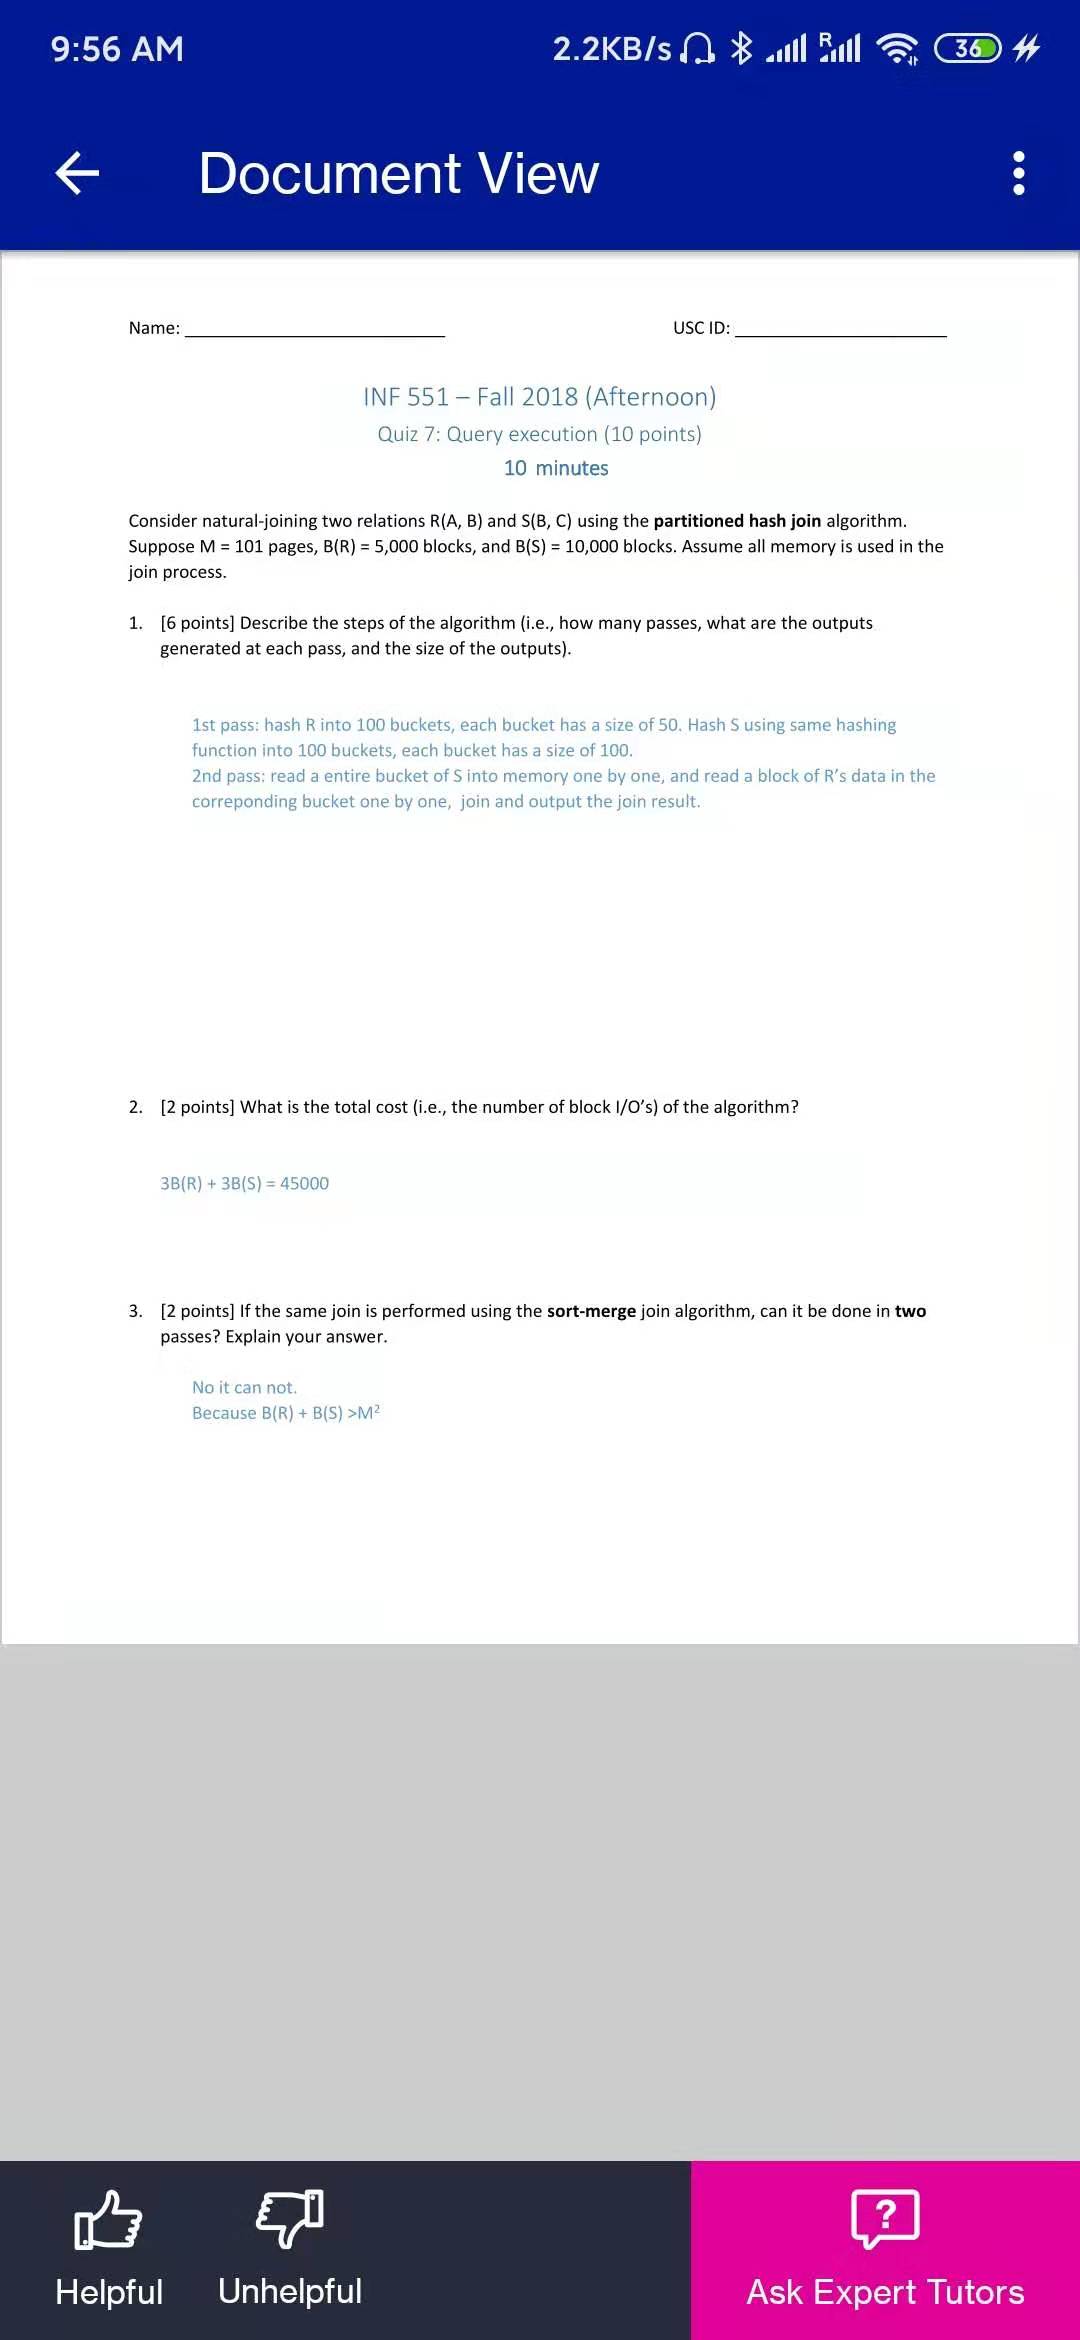 9:56 AM
2.2KB/s R 36
Document View
Name: USC ID:
INF 551 – Fall 2018 (Afternoon)
Quiz 7: Query execution (10 points)
10 minutes
Consider natural-joining two relations R(A, B) and S(B, C) using the partitioned hash join algorithm.
Suppose M = 101 pages, B(R) = 5,000 blocks, and B(S) = 10,000 blocks. Assume all memory is used in the
join process.
1. [6 points] Describe the steps of the algorithm (i.e., how many passes, what are the outputs
generated at each pass, and the size of the outputs).
1st pass: hash R into 100 buckets, each bucket has a size of 50. Hash S using same hashing
function into 100 buckets, each bucket has a size of 100.
2nd pass: read a entire bucket of S into memory one by one, and read a block of R’s data in the
correponding bucket one by one, join and output the join result.
2. [2 points] What is the total cost (i.e., the number of block I/O’s) of the algorithm?
3B(R) + 3B(S) = 45000
3. [2 points] If the same join is performed using the sort-merge join algorithm, can it be done in two
passes? Explain your answer.
No it can not.
Because B(R) + B(S) >M²
Helpful
Unhelpful
Ask Expert Tutors